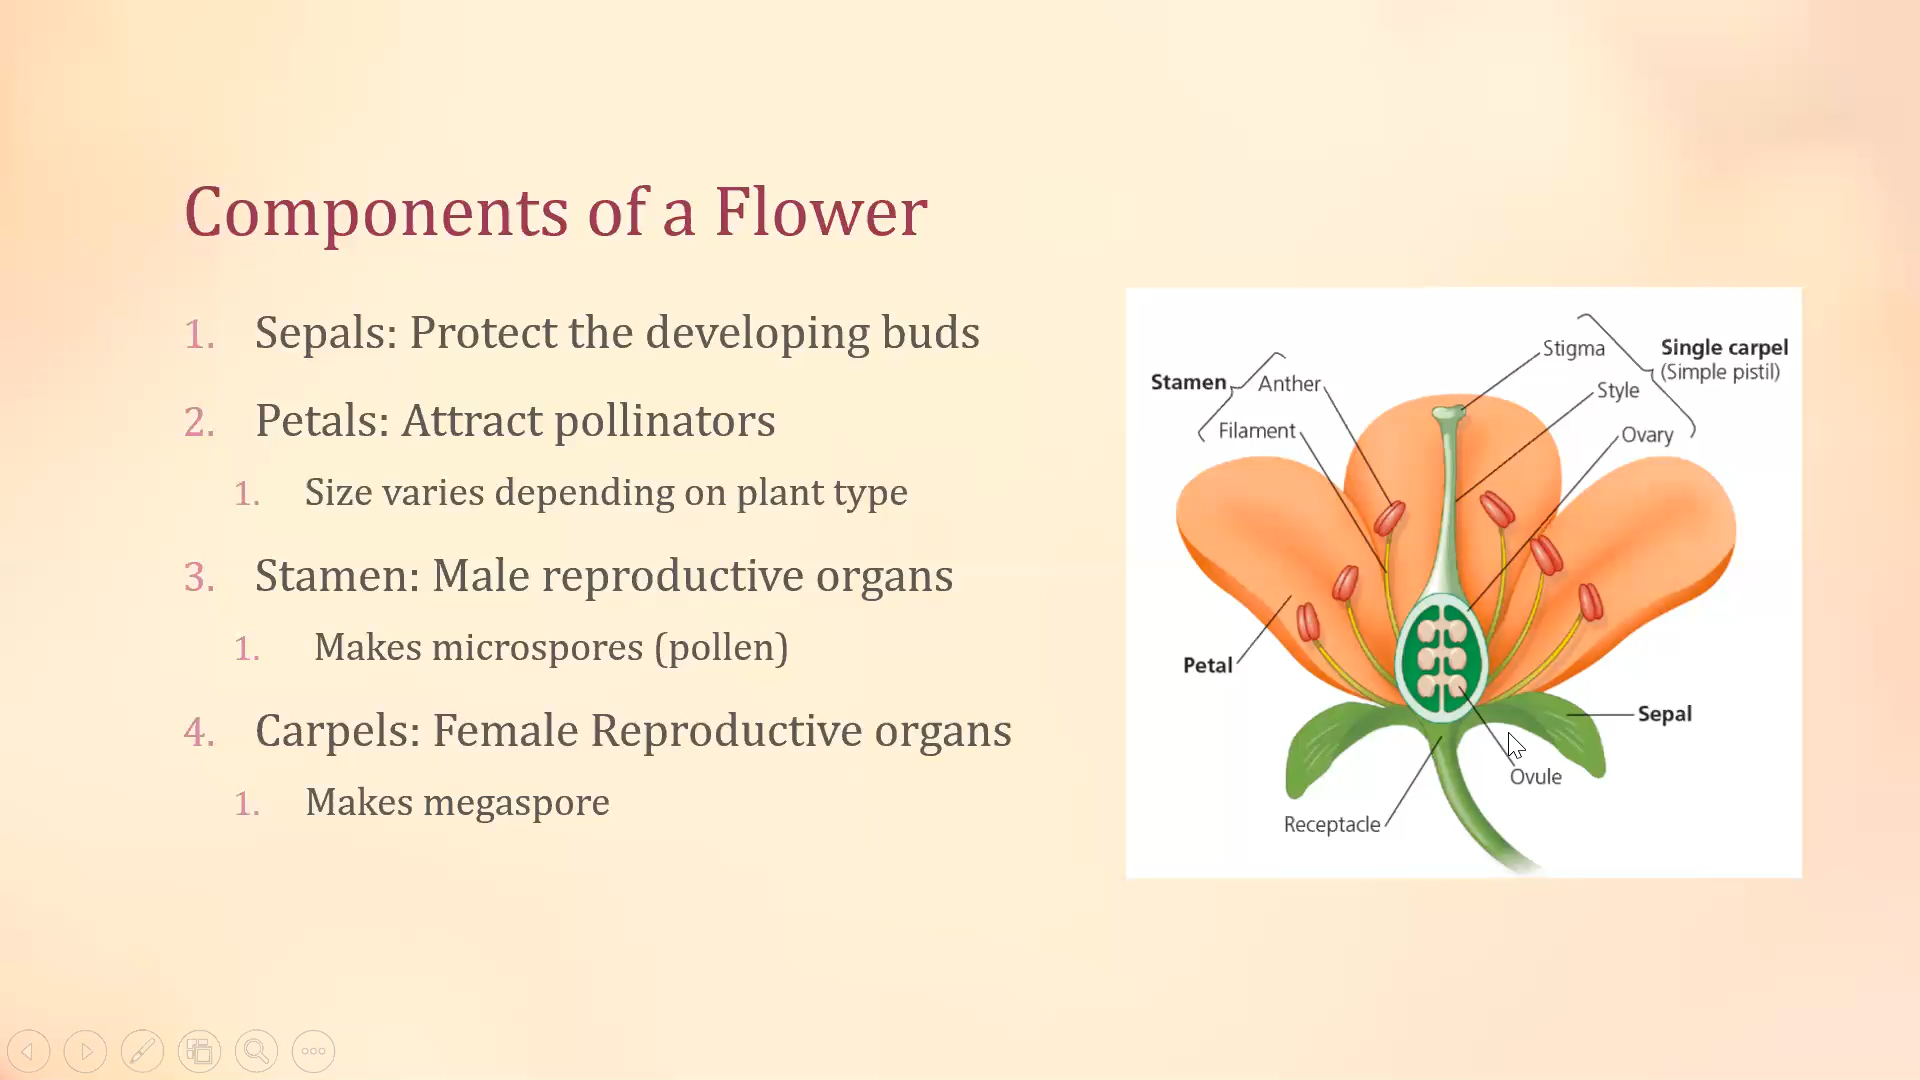 Components of a Flower
1. Sepals: Protect the developing buds
2. Petals: Attract pollinators
1. Size varies depending on plant type
3. Stamen: Male reproductive organs
1. Makes microspores (pollen)
4. Carpels: Female Reproductive organs
1. Makes megaspore
Stamen
Anther
Filament
Stigma
Style
Ovary
Single carpel
(Simple pistil)
Petal
Sepal
Ovule
Receptacle